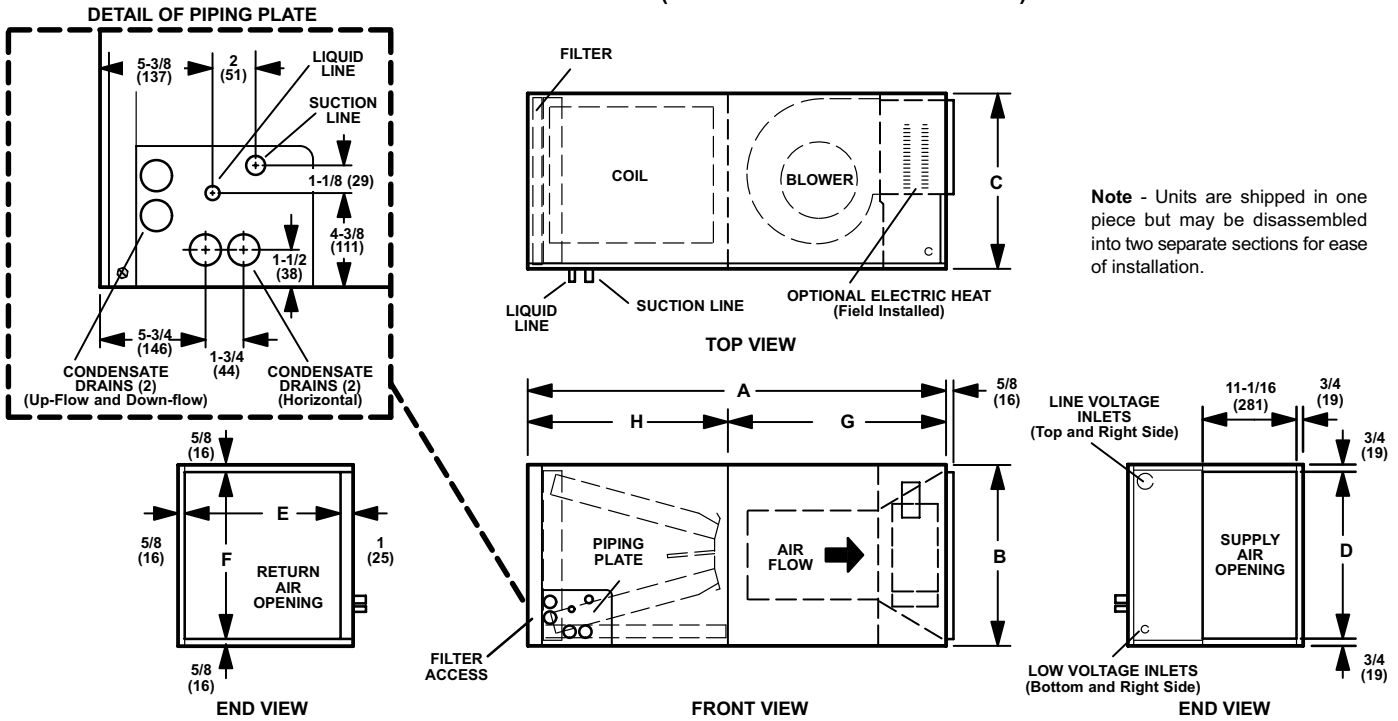 DETAIL OF PIPING PLATE
5-3/8
(137)
2
(51)
LIQUID
LINE
SUCTION
LINE
1-1/8 (29)
4-3/8
(111)
1-1/2
(38)
5-3/4
(146)
1-3/4
(44)
CONDENSATE
DRAINS (2)
(Up-Flow and Down-flow)
CONDENSATE
DRAINS (2)
(Horizontal)
FILTER
COIL
BLOWER
C
LIQUID
LINE
SUCTION LINE
OPTIONAL ELECTRIC HEAT
(Field Installed)
TOP VIEW
Note - Units are shipped in one
piece but may be disassembled
into two separate sections for ease
of installation.
5/8
(16)
E
F
5/8
(16)
1
(25)
RETURN
AIR
OPENING
5/8
(16)
END VIEW
A
5/8
(16)
H
G
PIPING
PLATE
AIR
FLOW
B
FILTER
ACCESS
FRONT VIEW
LINE VOLTAGE
INLETS
(Top and Right Side)
11-1/16
(281)
3/4
(19)
3/4
(19)
SUPPLY
AIR
OPENING
D
LOW VOLTAGE INLETS
(Bottom and Right Side)
3/4
(19)
END VIEW